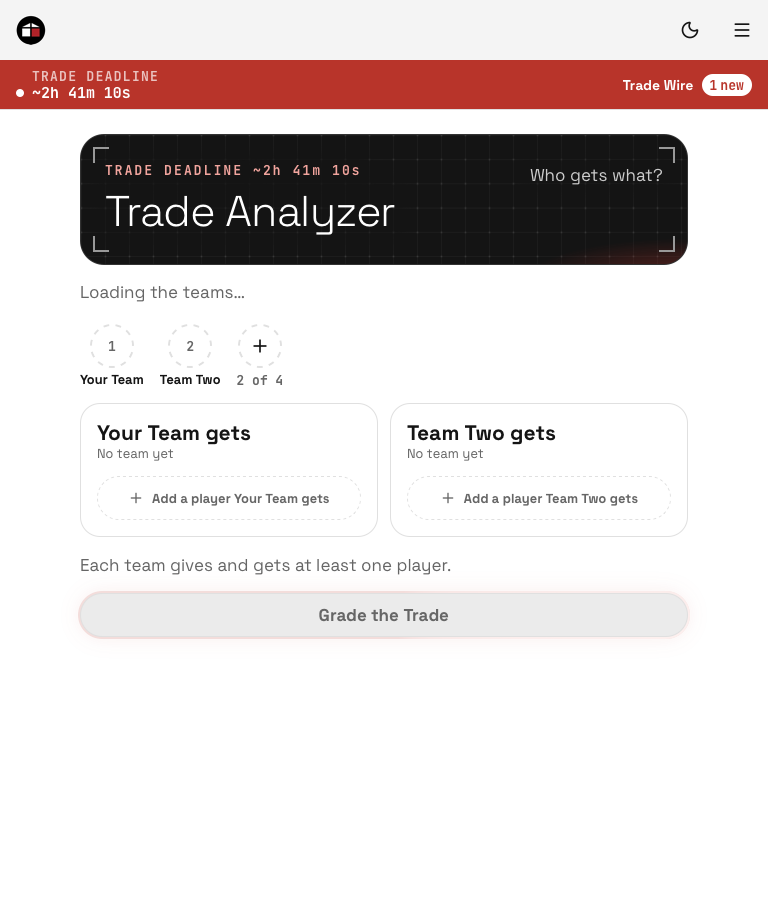 TRADE DEADLINE
~2h 41m 10s
Trade Wire
1 new
TRADE DEADLINE ~2h 41m 10s
Who gets what?
Trade Analyzer
Loading the teams…
1
2
Your Team
Team Two
2 of 4
Your Team gets
No team yet
Add a player Your Team gets
Team Two gets
No team yet
Add a player Team Two gets
Each team gives and gets at least one player.
Grade the Trade